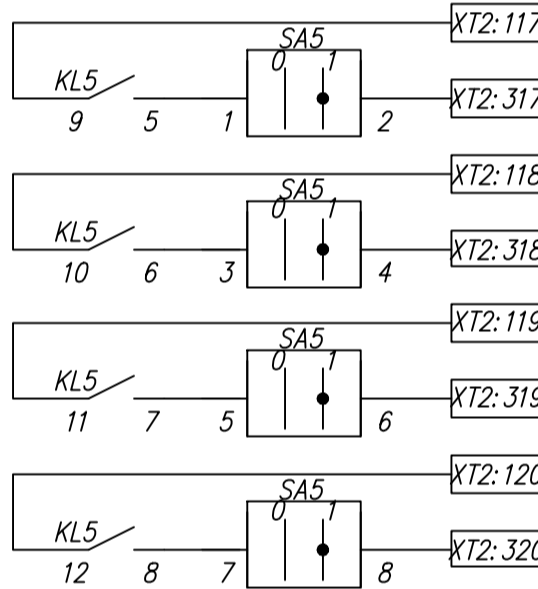 XT2:117
SA5
0 1
KL5
XT2:317
9 5 1 2
XT2:118
SA5
0 1
KL5
XT2:318
10 6 3 4
XT2:119
SA5
0 1
KL5
XT2:319
11 7 5 6
XT2:120
SA5
0 1
KL5
XT2:320
12 8 7 8